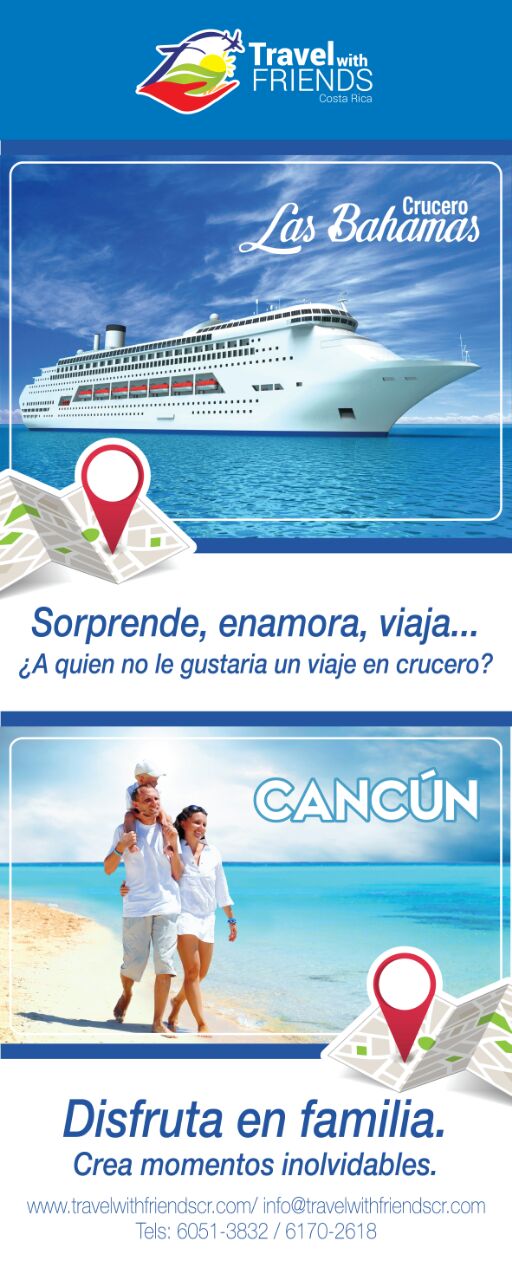 Travel with
FRIENDS
Costa Rica
Crucero
Las Bahamas
Sorprende, enamora, viaja...
¿A quien no le gustaria un viaje en crucero?
CANCÚN
Disfruta en familia.
Crea momentos inolvidables.
www.travelwithfriendscr.com/ info@travelwithfriendscr.com
Tels: 6051-3832 / 6170-2618